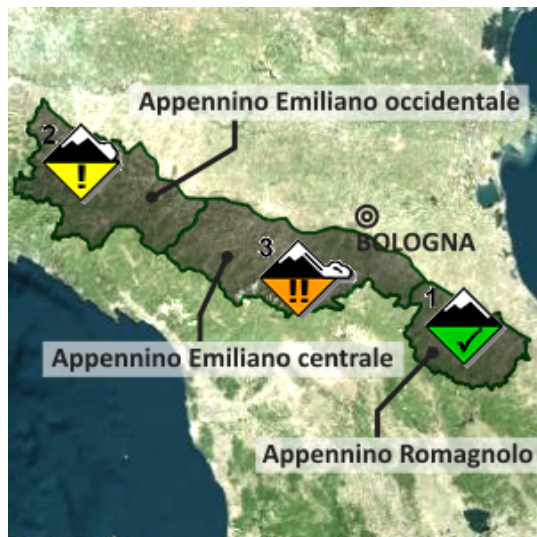 Appennino Emiliano occidentale
2
!
BOLOGNA
3
!!
1
Appennino Emiliano centrale
Appennino Romagnolo